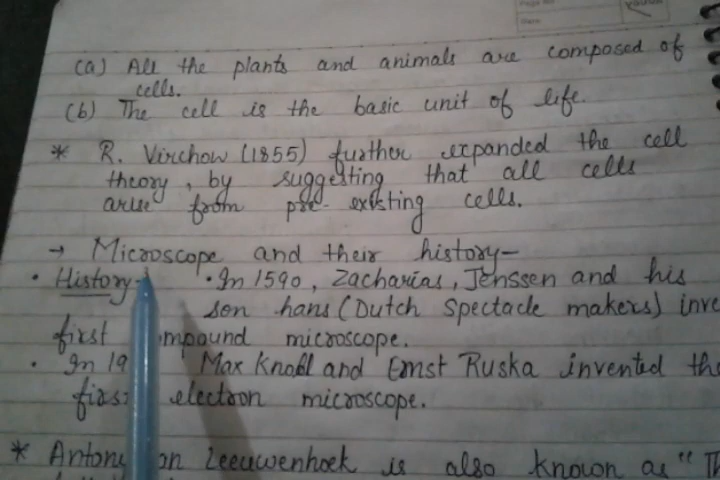 (a) All the plants and animals are composed of
cells.
(b) The cell is the basic unit of life.
* R. Virchow (1855) further expanded the cell
theory, by suggesting that all cells
arise from pre-existing cells.
→ Microscope and their history-
• History- • In 1590, Zacharias, Jenssen and his
son hans (Dutch Spectacle makers) inve
first mpound microscope.
• In 19 Max Knoll and Ernst Ruska invented the
firs electron microscope.
* Antony on Leeuwenhoek is also known as "Th